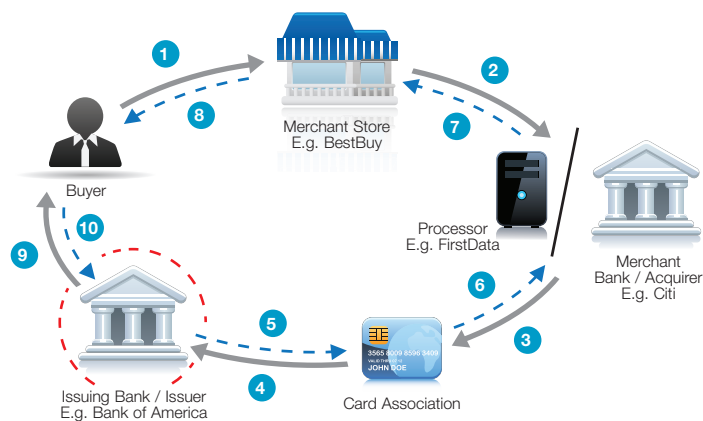 1
2
8
7
Merchant Store
E.g. BestBuy
Buyer
Processor
E.g. FirstData
Merchant
Bank / Acquirer
E.g. Citi
9
10
6
5
3
4
3565 8009 8596 3409
JOHN DOE
Issuing Bank / Issuer
E.g. Bank of America
Card Association